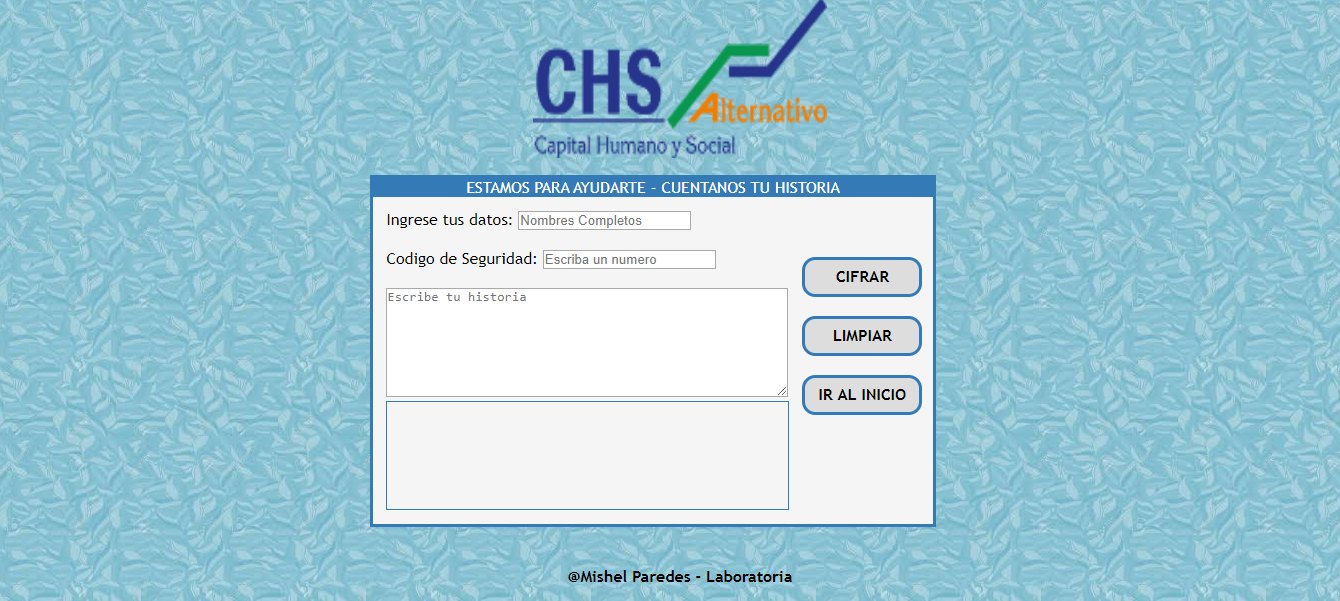 CHS
Alternativo
Capital Humano y Social
ESTAMOS PARA AYUDARTE - CUENTANOS TU HISTORIA
Ingrese tus datos: Nombres Completos
Codigo de Seguridad: Escriba un numero
Escribe tu historia
CIFRAR
LIMPIAR
IR AL INICIO
@Mishel Paredes - Laboratoria